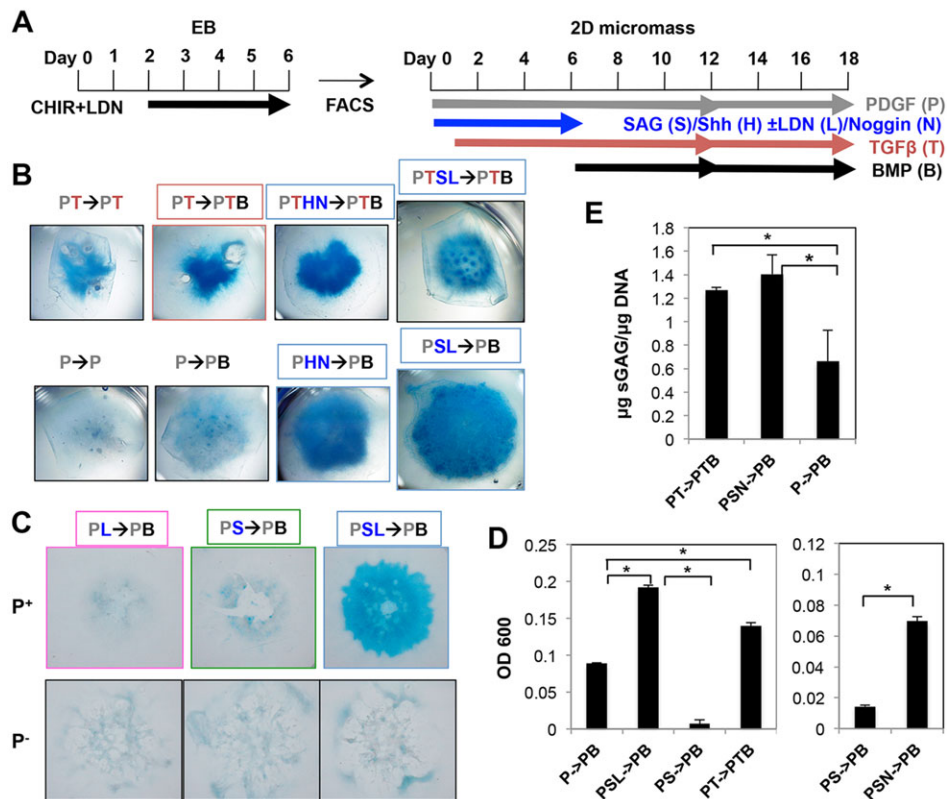 A
EB
2D micromass
Day 0 1 2 3 4 5 6
Day 0 2 4 6 8 10 12 14 16 18
CHIR+LDN
FACS
PDGF (P)
SAG (S)/Shh (H) ±LDN (L)/Noggin (N)
TGFβ (T)
BMP (B)
B
PT→PT
PT→PTB
PTHN→PTB
PTSL→PTB
P→P
P→PB
PHN→PB
PSL→PB
C
PL→PB
PS→PB
PSL→PB
P+
P-
E
µg sGAG/µg DNA
1.8
1.6
1.4
1.2
1
0.8
0.6
0.4
0.2
0
* 
*
PT->PTB
PSN->PB
P->PB
D
OD 600
0.25
0.2
0.15
0.1
0.05
0
*
* *
P->PB
PSL->PB
PS->PB
PT->PTB
0.12
0.1
0.08
0.06
0.04
0.02
0
*
PS->PB
PSN->PB